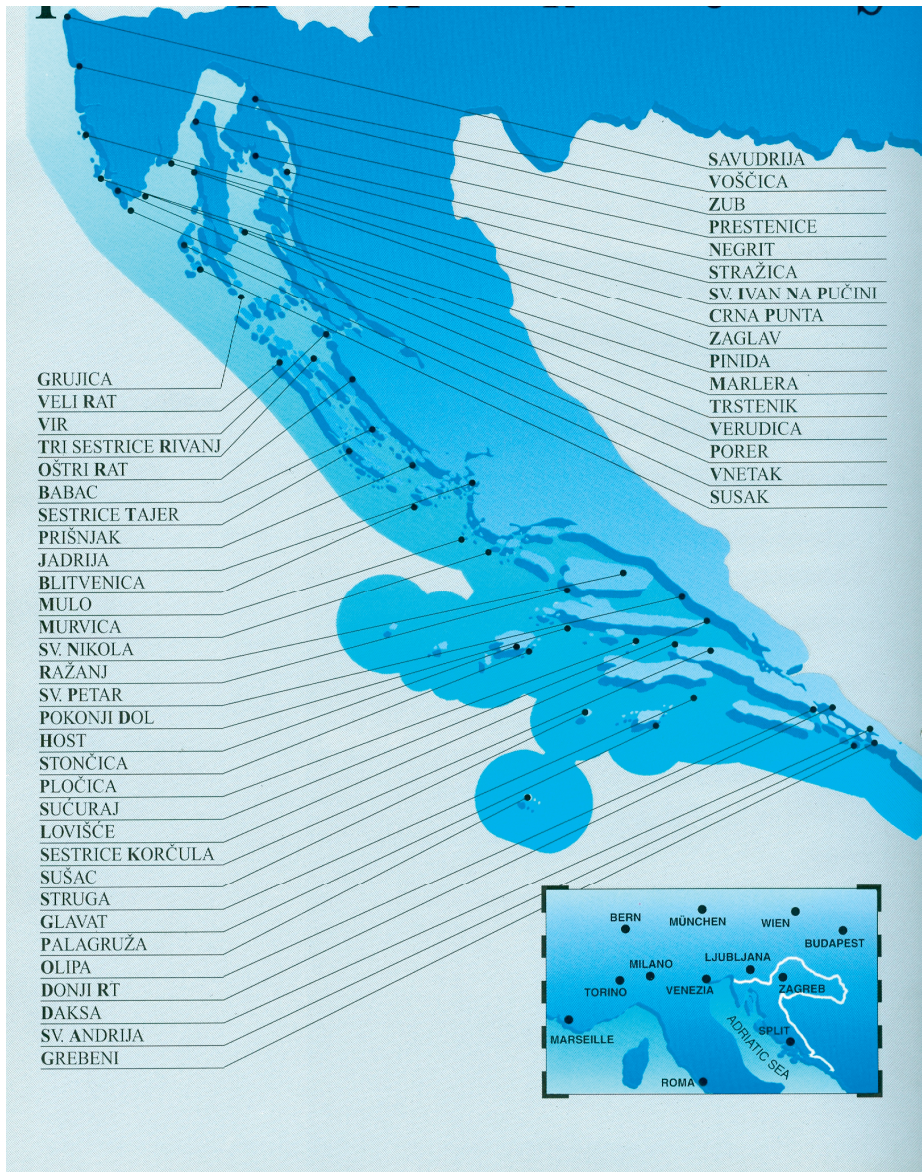 SAVUDRIJA
VOŠČICA
ZUB
PRESTENICE
NEGRIT
STRAŽICA
SV. IVAN NA PUČINI
CRNA PUNTA
ZAGLAV
PINIDA
MARLERA
TRSTENIK
VERUDICA
PORER
VNETAK
SUSAK
GRUJICA
VELI RAT
VIR
TRI SESTRICE RIVANJ
OŠTRI RAT
BABAC
SESTRICE TAJER
PRIŠNJAK
JADRIJA
BLITVENICA
MULO
MURVICA
SV. NIKOLA
RAŽANJ
SV. PETAR
POKONJI DOL
HOST
STONČICA
PLOČICA
SUĆURAJ
LOVIŠĆE
SESTRICE KORČULA
SUŠAC
STRUGA
GLAVAT
PALAGRUŽA
OLIPA
DONJI RT
DAKSA
SV. ANDRIJA
GREBENI
BERN
MÜNCHEN
WIEN
BUDAPEST
LJUBLJANA
MILANO
TORINO
VENEZIA
ZAGREB
MARSEILLE
ADRIATIC SEA
SPLIT
ROMA